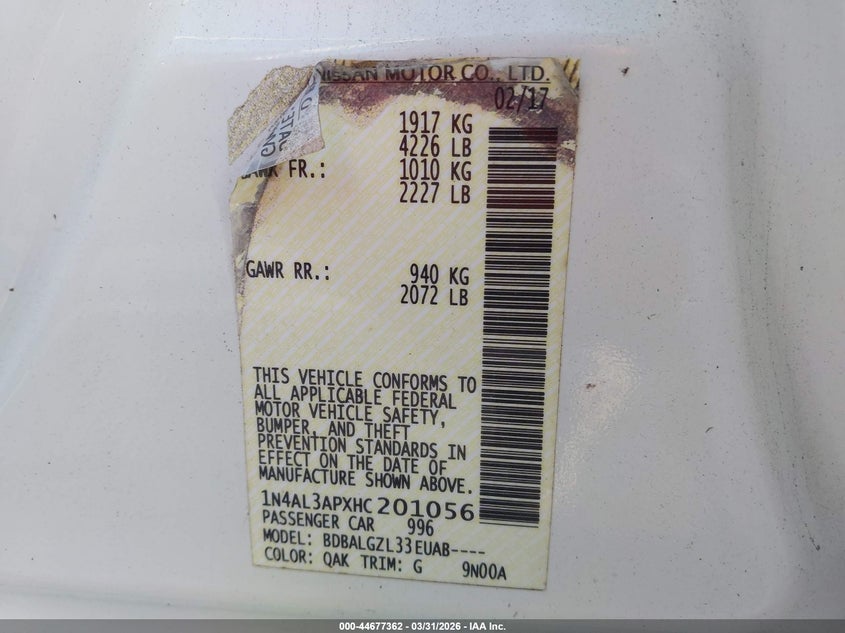 NISSAN MOTOR CO., LTD.
02/17
1917 KG
4226 LB
GAWR FR.: 1010 KG
2227 LB
GAWR RR.: 940 KG
2072 LB
THIS VEHICLE CONFORMS TO
ALL APPLICABLE FEDERAL
MOTOR VEHICLE SAFETY,
BUMPER, AND THEFT
PREVENTION STANDARDS IN
EFFECT ON THE DATE OF
MANUFACTURE SHOWN ABOVE.
1N4AL3APXHC201056
PASSENGER CAR 996
MODEL: BDBALGZL33EUAB----
COLOR: QAK TRIM: G 9N00A
000-44677362 - 03/31/2026 - IAA Inc.